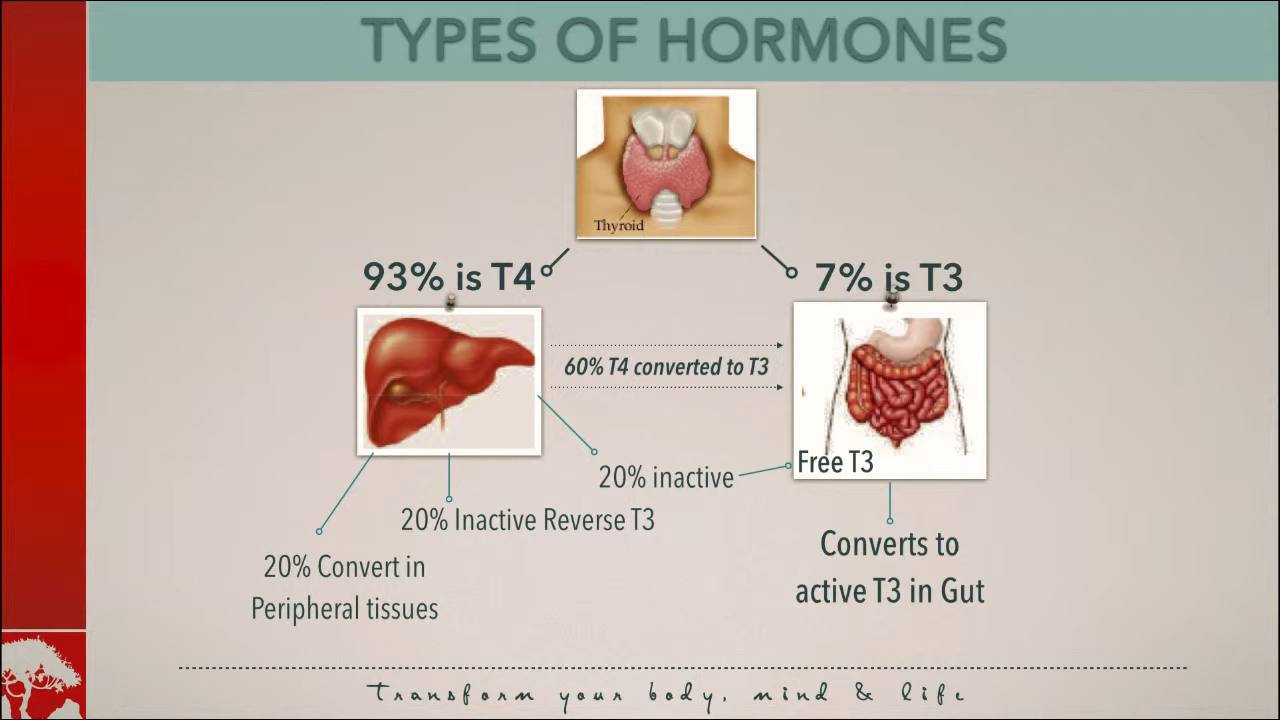 TYPES OF HORMONES
Thyroid
93% is T4
7% is T3
60% T4 converted to T3
Free T3
20% inactive
20% Inactive Reverse T3
20% Convert in
Peripheral tissues
Converts to
active T3 in Gut
Transform your body, mind & life